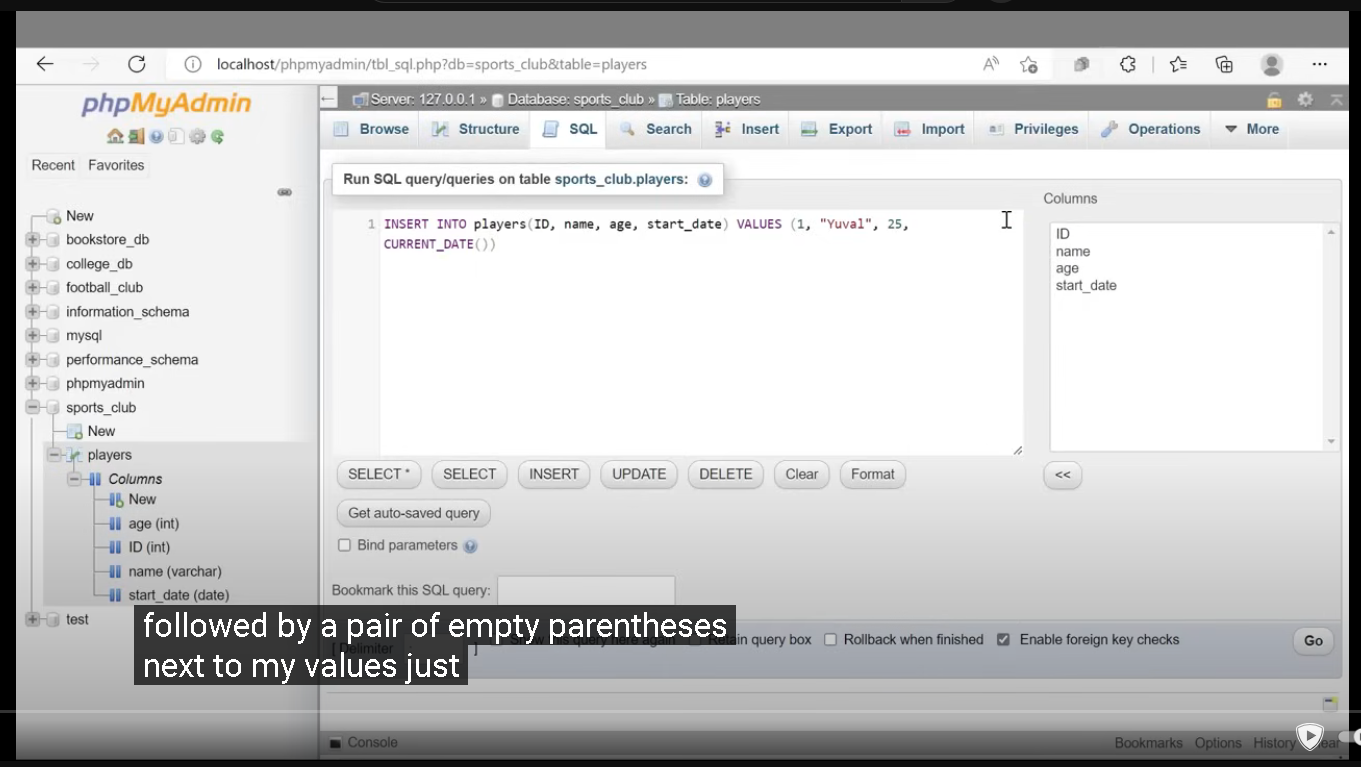 localhost/phpmyadmin/tbl_sql.php?db=sports_club&table=players
phpMyAdmin
Recent Favorites
New
bookstore_db
college_db
football_club
information_schema
mysql
performance_schema
phpmyadmin
sports_club
New
players
Columns
New
age (int)
ID (int)
name (varchar)
start_date (date)
test
Server: 127.0.0.1 » Database: sports_club » Table: players
Browse Structure SQL Search Insert Export Import Privileges Operations More
Run SQL query/queries on table sports_club.players:
1 INSERT INTO players(ID, name, age, start_date) VALUES (1, "Yuval", 25,
CURRENT_DATE())
Columns
ID
name
age
start_date
SELECT * SELECT INSERT UPDATE DELETE Clear Format <<
Get auto-saved query
Bind parameters
Bookmark this SQL query:
[ Delimiter ] query here again Retain query box Rollback when finished Enable foreign key checks Go
followed by a pair of empty parentheses
next to my values just
Console Bookmarks Options History